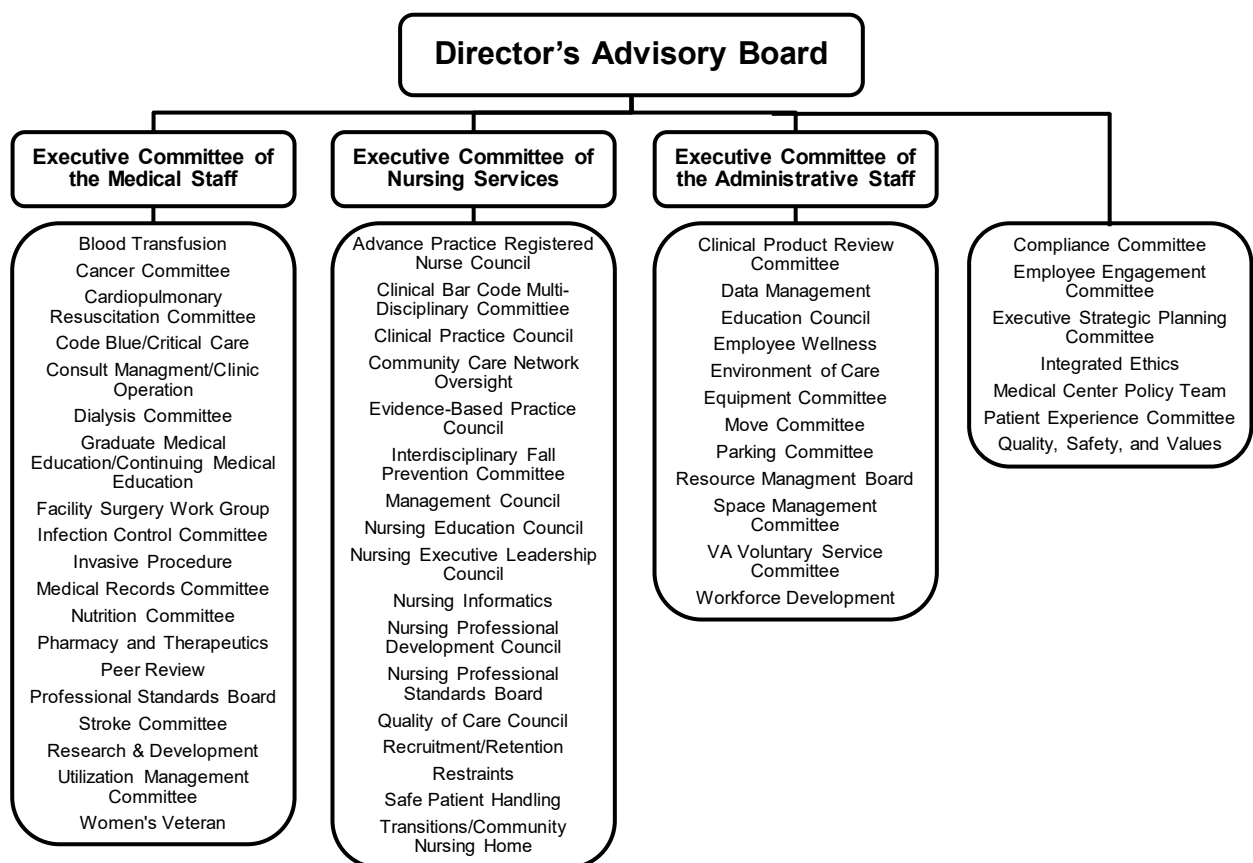 Director’s Advisory Board
Executive Committee of
the Medical Staff
Blood Transfusion
Cancer Committee
Cardiopulmonary
Resuscitation Committee
Code Blue/Critical Care
Consult Managment/Clinic
Operation
Dialysis Committee
Graduate Medical
Education/Continuing Medical
Education
Facility Surgery Work Group
Infection Control Committee
Invasive Procedure
Medical Records Committee
Nutrition Committee
Pharmacy and Therapeutics
Peer Review
Professional Standards Board
Stroke Committee
Research & Development
Utilization Management
Committee
Women's Veteran
Executive Committee of
Nursing Services
Advance Practice Registered
Nurse Council
Clinical Bar Code Multi-
Disciplinary Committiee
Clinical Practice Council
Community Care Network
Oversight
Evidence-Based Practice
Council
Interdisciplinary Fall
Prevention Committee
Management Council
Nursing Education Council
Nursing Executive Leadership
Council
Nursing Informatics
Nursing Professional
Development Council
Nursing Professional
Standards Board
Quality of Care Council
Recruitment/Retention
Restraints
Safe Patient Handling
Transitions/Community
Nursing Home
Executive Committee of
the Administrative Staff
Clinical Product Review
Committee
Data Management
Education Council
Employee Wellness
Environment of Care
Equipment Committee
Move Committee
Parking Committee
Resource Managment Board
Space Management
Committee
VA Voluntary Service
Committee
Workforce Development
Compliance Committee
Employee Engagement
Committee
Executive Strategic Planning
Committee
Integrated Ethics
Medical Center Policy Team
Patient Experience Committee
Quality, Safety, and Values